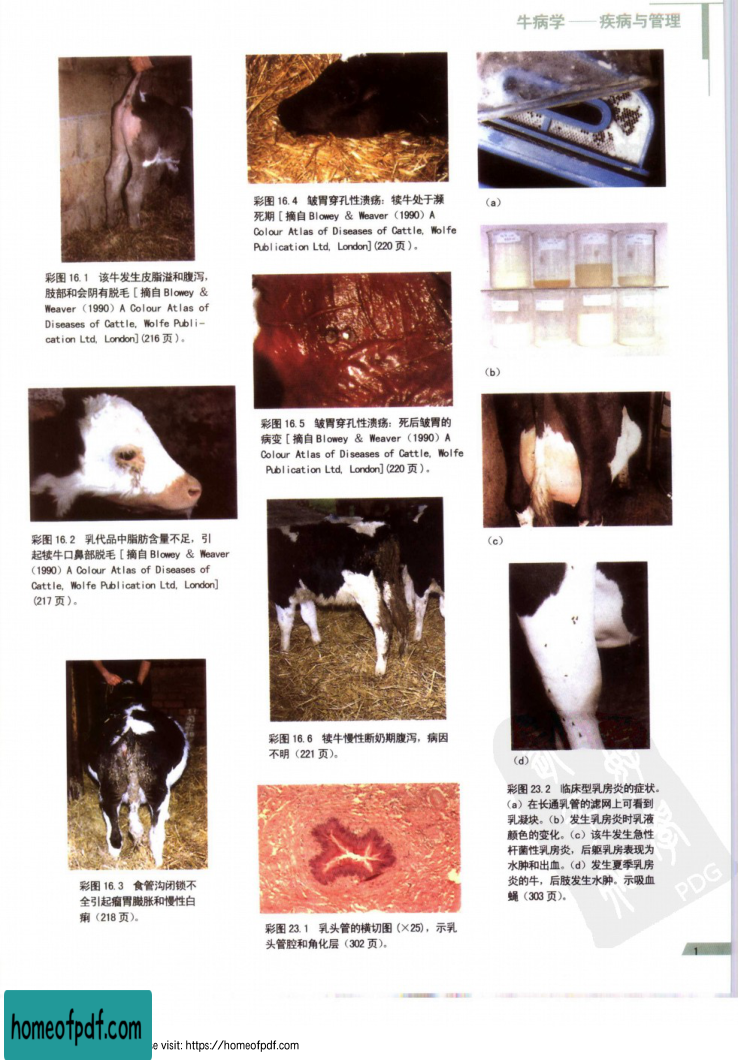 牛病学——疾病与管理
彩图 16.1 该牛发生皮脂溢和腹泻,
肢部和会阴有脱毛 [ 摘自 Blowey &
Weaver (1990) A Colour Atlas of
Diseases of Cattle, Wolfe Publi-
cation Ltd, London] (216 页)。
彩图 16.2 乳代品中脂肪含量不足, 引
起犊牛口鼻部脱毛 [ 摘自 Blowey & Weaver
(1990) A Colour Atlas of Diseases of
Cattle, Wolfe Publication Ltd, London]
(217 页)。
彩图 16.3 食管沟闭锁不
全引起瘤胃臌胀和慢性白
痢 (218 页)。
彩图 16.4 皱胃穿孔性溃疡: 犊牛处于濒
死期 [ 摘自 Blowey & Weaver (1990) A
Colour Atlas of Diseases of Cattle, Wolfe
Publication Ltd, London] (220 页)。
彩图 16.5 皱胃穿孔性溃疡: 死后皱胃的
病变 [ 摘自 Blowey & Weaver (1990) A
Colour Atlas of Diseases of Cattle, Wolfe
Publication Ltd, London] (220 页)。
彩图 16.6 犊牛慢性断奶期腹泻, 病因
不明 (221 页)。
彩图 23.1 乳头管的横切图 (×25), 示乳
头管腔和角化层 (302 页)。
(a)
(b)
(c)
(d)
彩图 23.2 临床型乳房炎的症状。
(a) 在长通乳管的滤网上可看到
乳凝块。(b) 发生乳房炎时乳液
颜色的变化。(c) 该牛发生急性
杆菌性乳房炎, 后躯乳房表现为
水肿和出血。(d) 发生夏季乳房
炎的牛, 后肢发生水肿。示吸血
蝇 (303 页)。
PDG
1
homeofpdf.com
se visit: https://homeofpdf.com